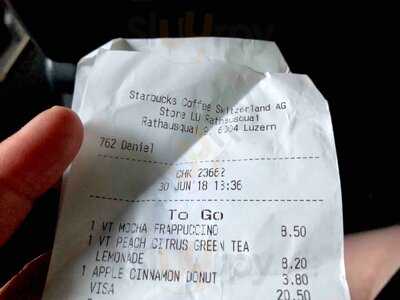 Starbucks Coffee Switzerland AG
Store LU Rathausquai
Rathausquai 9, 6004 Luzern
762 Daniel
CHK 23662
30 JUN'18 13:36
To Go
1 VT MOCHA FRAPPUCCINO 8.50
1 VT PEACH CITRUS GREEN TEA
LEMONADE 8.20
1 APPLE CINNAMON DONUT 3.80
VISA 20.50